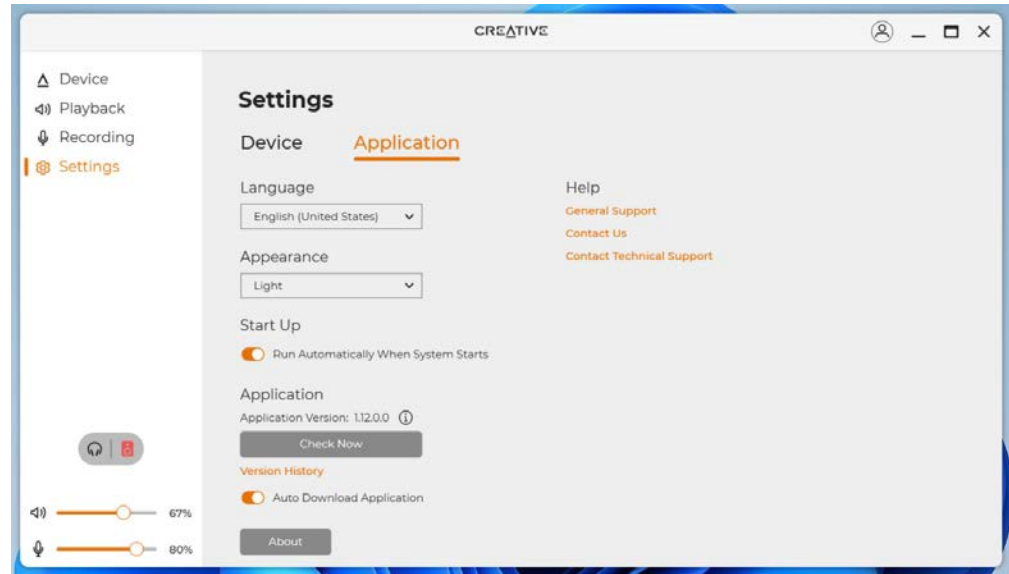 CREATIVE
Device
Playback
Recording
Settings
Settings
Device Application
Language
English (United States)
Appearance
Light
Start Up
Run Automatically When System Starts
Application
Application Version: 1.12.0.0
Check Now
Version History
Auto Download Application
About
Help
General Support
Contact Us
Contact Technical Support
67%
80%